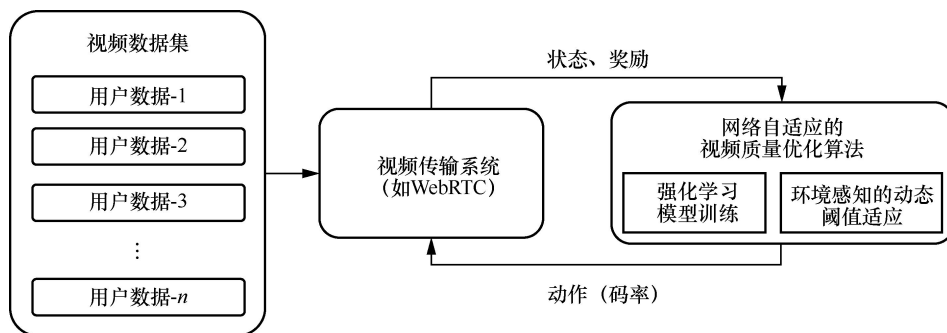 视频数据集
用户数据-1
用户数据-2
用户数据-3
⋮
用户数据-n
视频传输系统
（如WebRTC）
状态、奖励
网络自适应的
视频质量优化算法
强化学习
模型训练
环境感知的动态
阈值适应
动作（码率）